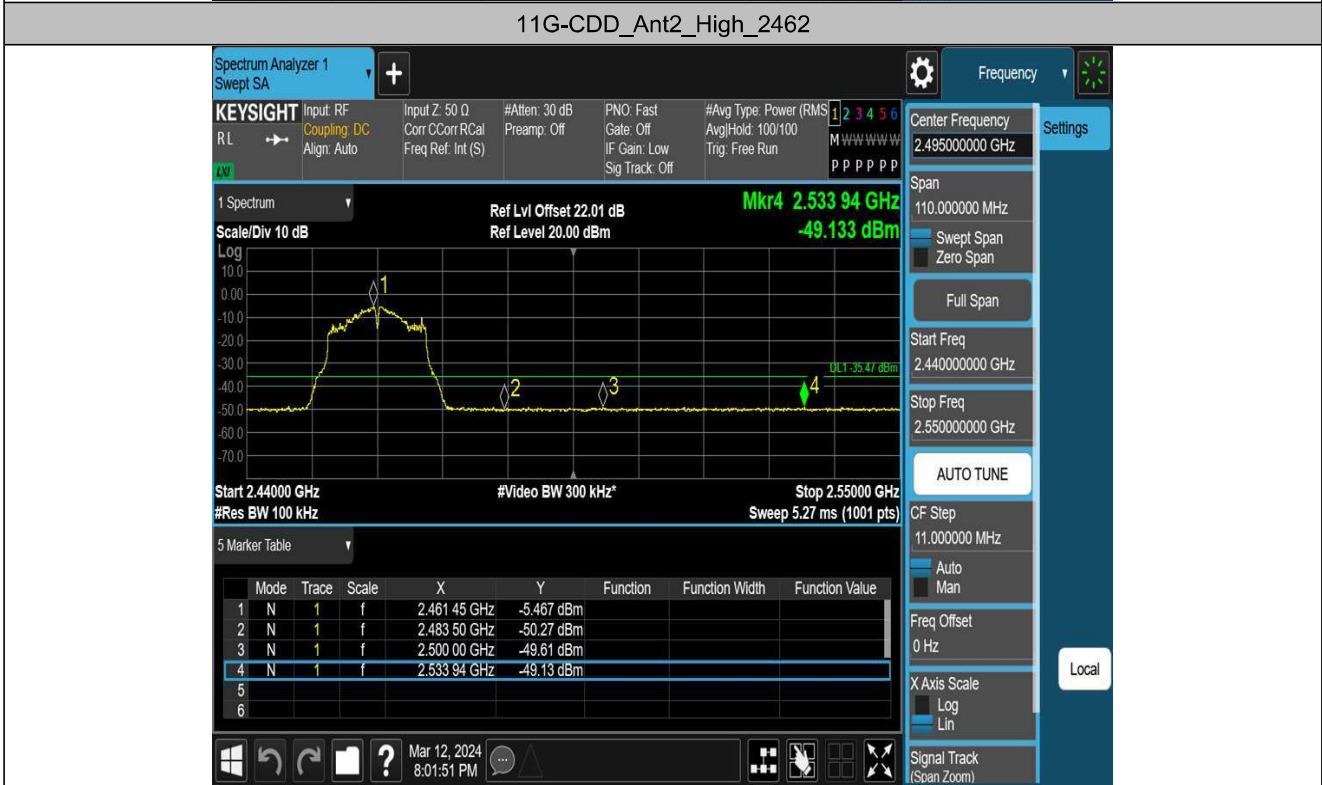 11G-CDD_Ant2_High_2462
Spectrum Analyzer 1
Swept SA
+
Frequency
KEYSIGHT
RL
LXI
Input: RF
Coupling: DC
Align: Auto
Input Z: 50 Ω
Corr CCorr RCal
Freq Ref: Int (S)
#Atten: 30 dB
Preamp: Off
PNO: Fast
Gate: Off
IF Gain: Low
Sig Track: Off
#Avg Type: Power (RMS
Avg|Hold: 100/100
Trig: Free Run
1 2 3 4 5 6
M W W W W W
P P P P P P
Center Frequency
2.495000000 GHz
Settings
Span
110.000000 MHz
Swept Span
Zero Span
Full Span
Start Freq
2.440000000 GHz
Stop Freq
2.550000000 GHz
AUTO TUNE
CF Step
11.000000 MHz
Auto
Man
Freq Offset
0 Hz
X Axis Scale
Log
Lin
Signal Track
(Span Zoom)
Local
1 Spectrum
Scale/Div 10 dB
Ref Lvl Offset 22.01 dB
Ref Level 20.00 dBm
Mkr4 2.533 94 GHz
-49.133 dBm
Log
10.0
0.00
-10.0
-20.0
-30.0
-40.0
-50.0
-60.0
-70.0
1
2
3
4
DL1 -35.47 dBm
Start 2.44000 GHz
#Video BW 300 kHz*
Stop 2.55000 GHz
#Res BW 100 kHz
Sweep 5.27 ms (1001 pts)
5 Marker Table
Mode Trace Scale X Y Function Function Width Function Value
1 N 1 f 2.461 45 GHz -5.467 dBm
2 N 1 f 2.483 50 GHz -50.27 dBm
3 N 1 f 2.500 00 GHz -49.61 dBm
4 N 1 f 2.533 94 GHz -49.13 dBm
5
6
?
Mar 12, 2024
8:01:51 PM